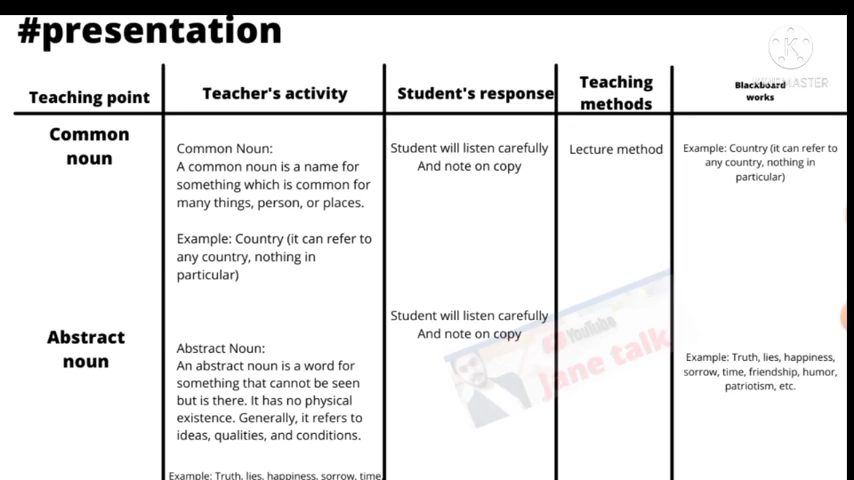 #presentation
Teaching point
Teacher's activity
Student's response
Teaching
methods
Blackboard
works
KINEMASTER
Common
noun
Common Noun:
A common noun is a name for
something which is common for
many things, person, or places.
Example: Country (it can refer to
any country, nothing in
particular)
Student will listen carefully
And note on copy
Lecture method
Example: Country (it can refer to
any country, nothing in
particular)
Abstract
noun
Abstract Noun:
An abstract noun is a word for
something that cannot be seen
but is there. It has no physical
existence. Generally, it refers to
ideas, qualities, and conditions.
Example: Truth, lies, happiness, sorrow, time,
Student will listen carefully
And note on copy
YouTube
jane talk
Example: Truth, lies, happiness,
sorrow, time, friendship, humor,
patriotism, etc.